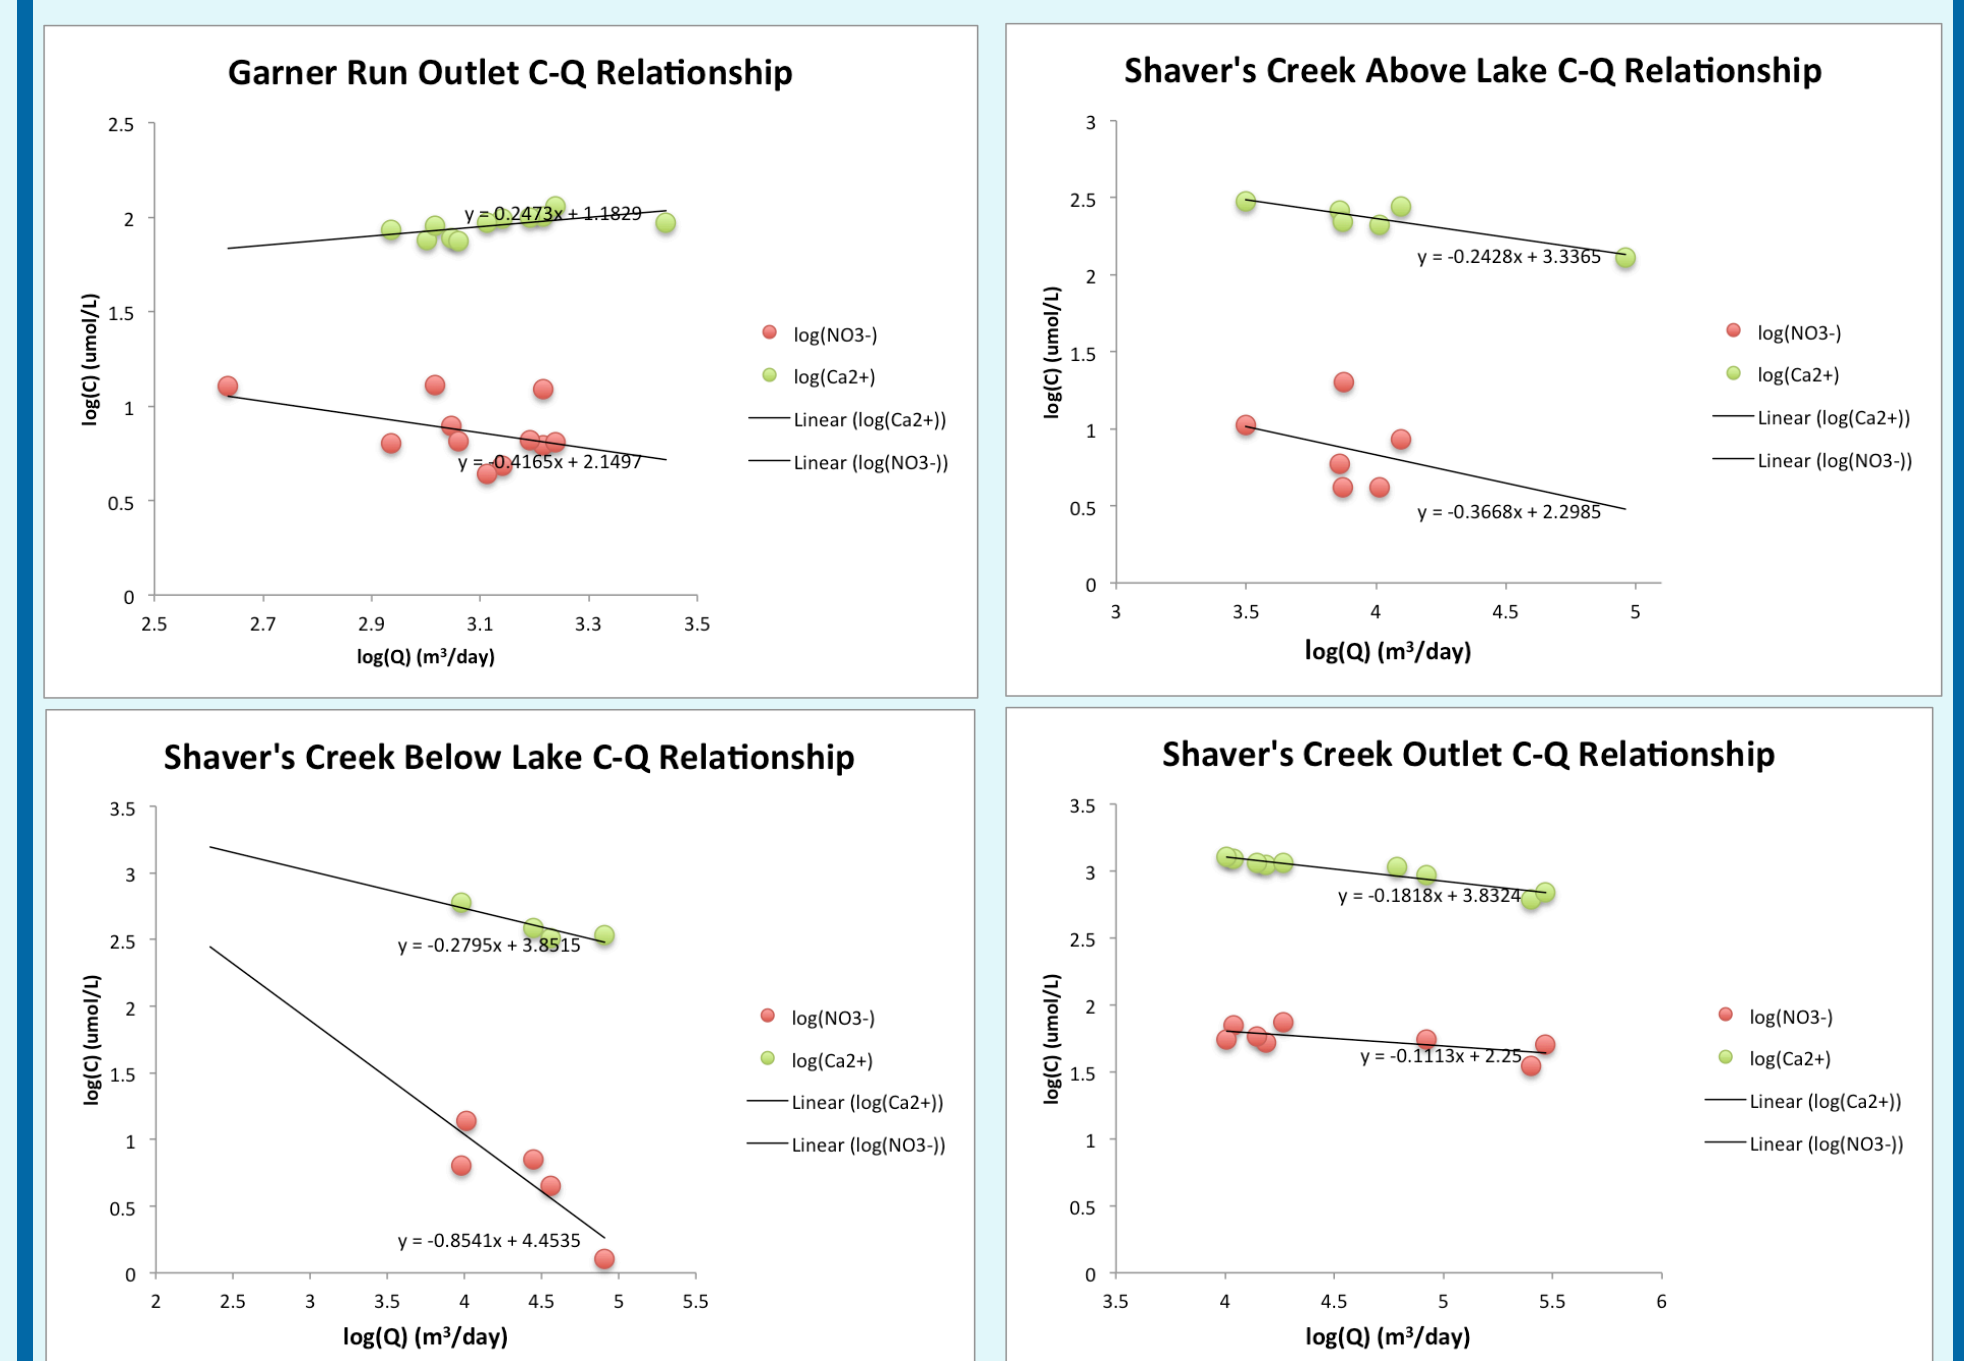 Garner Run Outlet C-Q Relationship
2.5
2
1.5
1
0.5
0
log(C) (umol/L)
y = 0.2473x + 1.1829
y = -0.4165x + 2.1497
2.5 2.7 2.9 3.1 3.3 3.5
log(Q) (m³/day)
log(NO3-)
log(Ca2+)
Linear (log(Ca2+))
Linear (log(NO3-))
Shaver's Creek Above Lake C-Q Relationship
3
2.5
2
1.5
1
0.5
0
log(C) (umol/L)
y = -0.2428x + 3.3365
y = -0.3668x + 2.2985
3 3.5 4 4.5 5
log(Q) (m³/day)
log(NO3-)
log(Ca2+)
Linear (log(Ca2+))
Linear (log(NO3-))
Shaver's Creek Below Lake C-Q Relationship
3.5
3
2.5
2
1.5
1
0.5
0
log(C) (umol/L)
y = -0.2795x + 3.8515
y = -0.8541x + 4.4535
2 2.5 3 3.5 4 4.5 5 5.5
log(Q) (m³/day)
log(NO3-)
log(Ca2+)
Linear (log(Ca2+))
Linear (log(NO3-))
Shaver's Creek Outlet C-Q Relationship
3.5
3
2.5
2
1.5
1
0.5
0
log(C) (umol/L)
y = -0.1818x + 3.8324
y = -0.1113x + 2.25
3.5 4 4.5 5 5.5 6
log(Q) (m³/day)
log(NO3-)
log(Ca2+)
Linear (log(Ca2+))
Linear (log(NO3-))